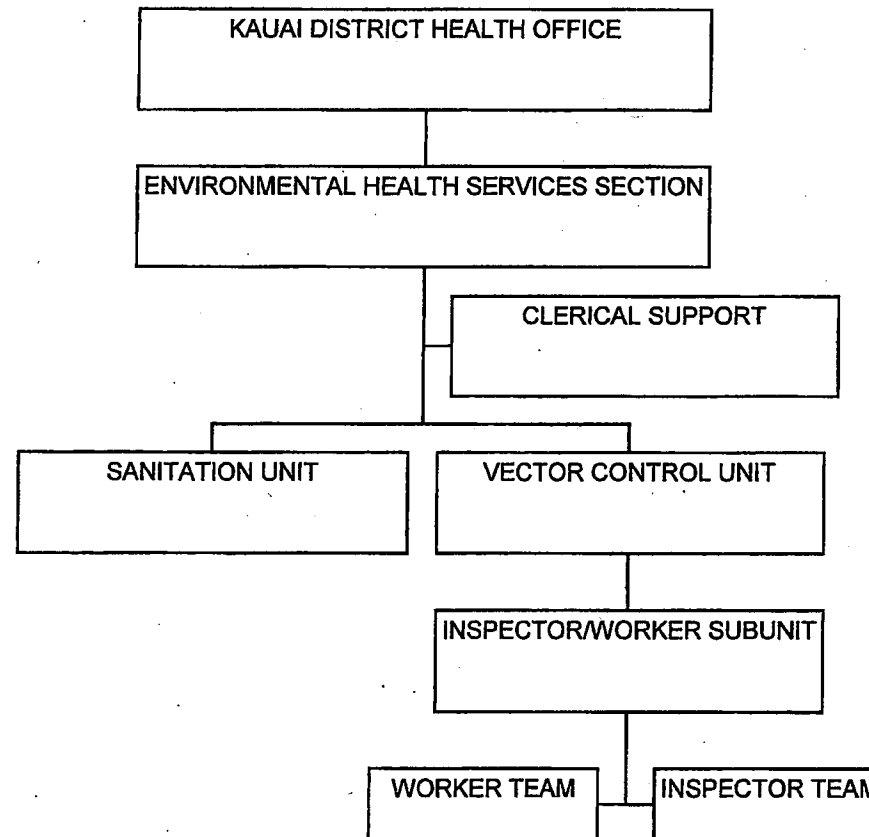 KAUAI DISTRICT HEALTH OFFICE
ENVIRONMENTAL HEALTH SERVICES SECTION
CLERICAL SUPPORT
SANITATION UNIT
VECTOR CONTROL UNIT
INSPECTOR/WORKER SUBUNIT
WORKER TEAM
INSPECTOR TEAM